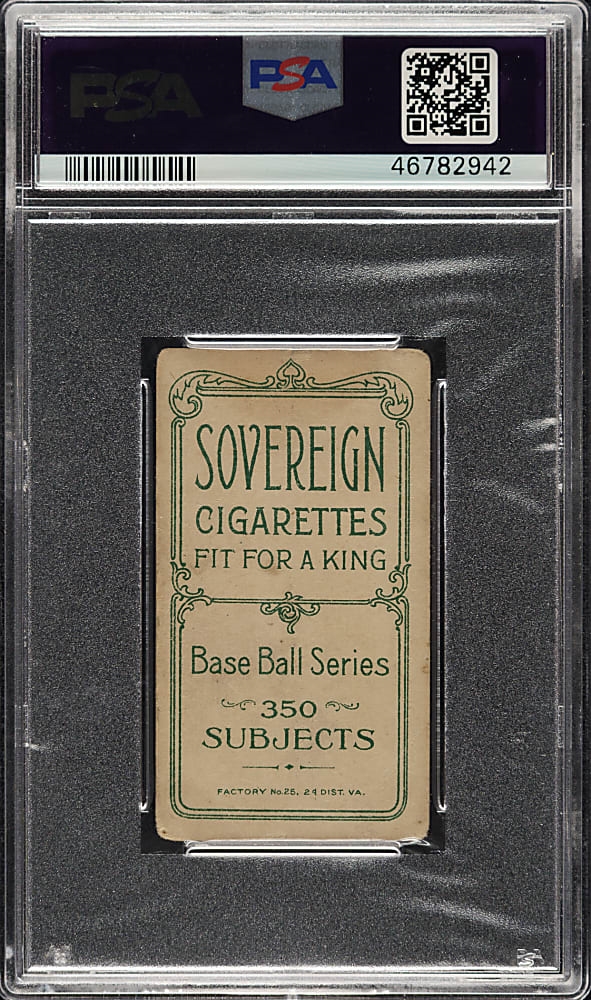 PSA
PSA
46782942
SOVEREIGN
CIGARETTES
FIT FOR A KING
Base Ball Series
350
SUBJECTS
FACTORY No.25, 2d DIST. VA.